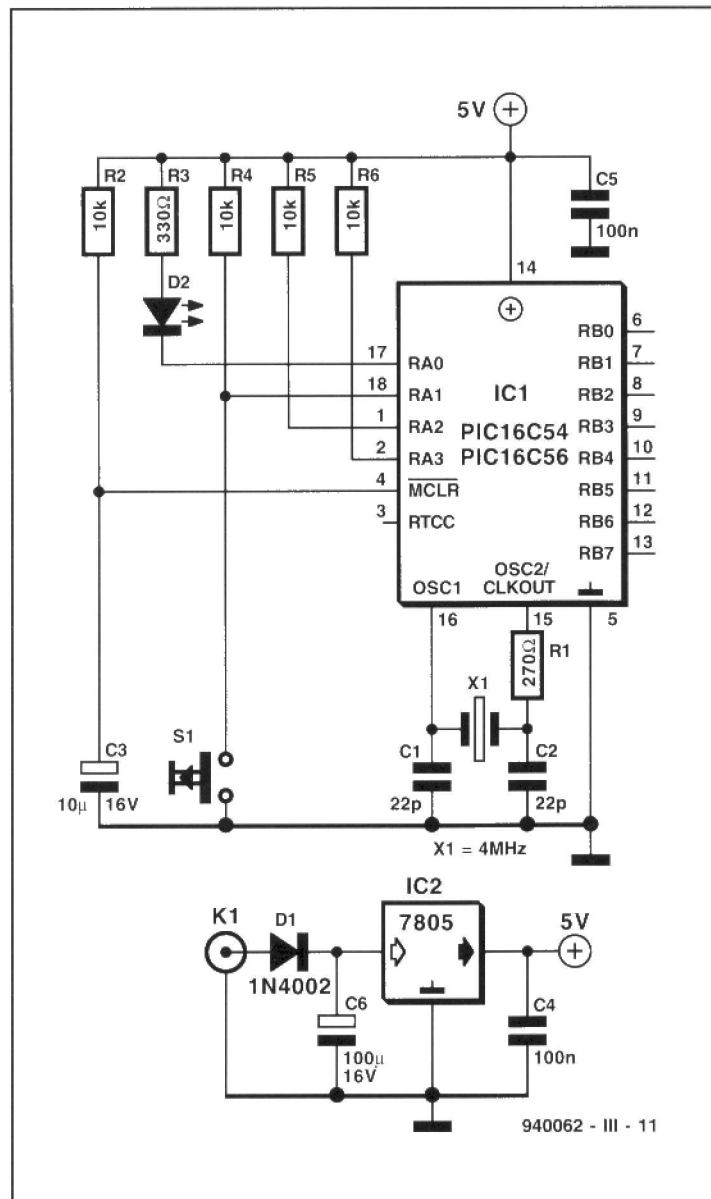 5V
R2 R3 R4 R5 R6
10k 330Ω 10k 10k 10k
C5
100n
D2
14
17 RA0
18 RA1
1 RA2
2 RA3
4 MCLR
3 RTCC
IC1
PIC16C54
PIC16C56
RB0 6
RB1 7
RB2 8
RB3 9
RB4 10
RB5 11
RB6 12
RB7 13
OSC1
OSC2/
CLKOUT
16 15 5
270Ω R1
X1
C1 C2
22p 22p
X1 = 4MHz
C3
10µ 16V
S1
IC2
7805
K1 D1
1N4002
5V
C6
100µ
16V
C4
100n
940062 - III - 11